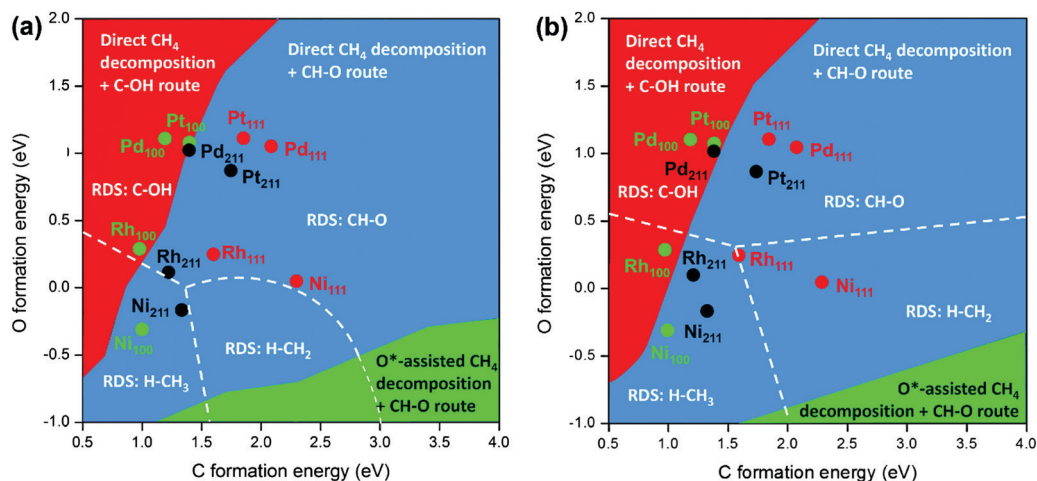 (a)
2.0
1.5
1.0
0.5
0.0
-0.5
-1.0
O formation energy (eV)
0.5 1.0 1.5 2.0 2.5 3.0 3.5 4.0
C formation energy (eV)
Direct CH4
decomposition
+ C-OH route
Direct CH4 decomposition
+ CH-O route
Pt100
Pd100
Pt111
Pd111
Pd211
Pt211
RDS: C-OH
RDS: CH-O
Rh100
Rh211
Rh111
Ni111
Ni211
Ni100
RDS: H-CH2
RDS: H-CH3
O*-assisted CH4
decomposition
+ CH-O route
(b)
2.0
1.5
1.0
0.5
0.0
-0.5
-1.0
O formation energy (eV)
0.5 1.0 1.5 2.0 2.5 3.0 3.5 4.0
C formation energy (eV)
Direct CH4
decomposition
+ C-OH route
Direct CH4 decomposition
+ CH-O route
Pt100
Pd100
Pt111
Pd111
Pd211
Pt211
RDS: C-OH
RDS: CH-O
Rh100
Rh211
Rh111
Ni111
Ni211
Ni100
RDS: H-CH2
RDS: H-CH3
O*-assisted CH4
decomposition + CH-O route